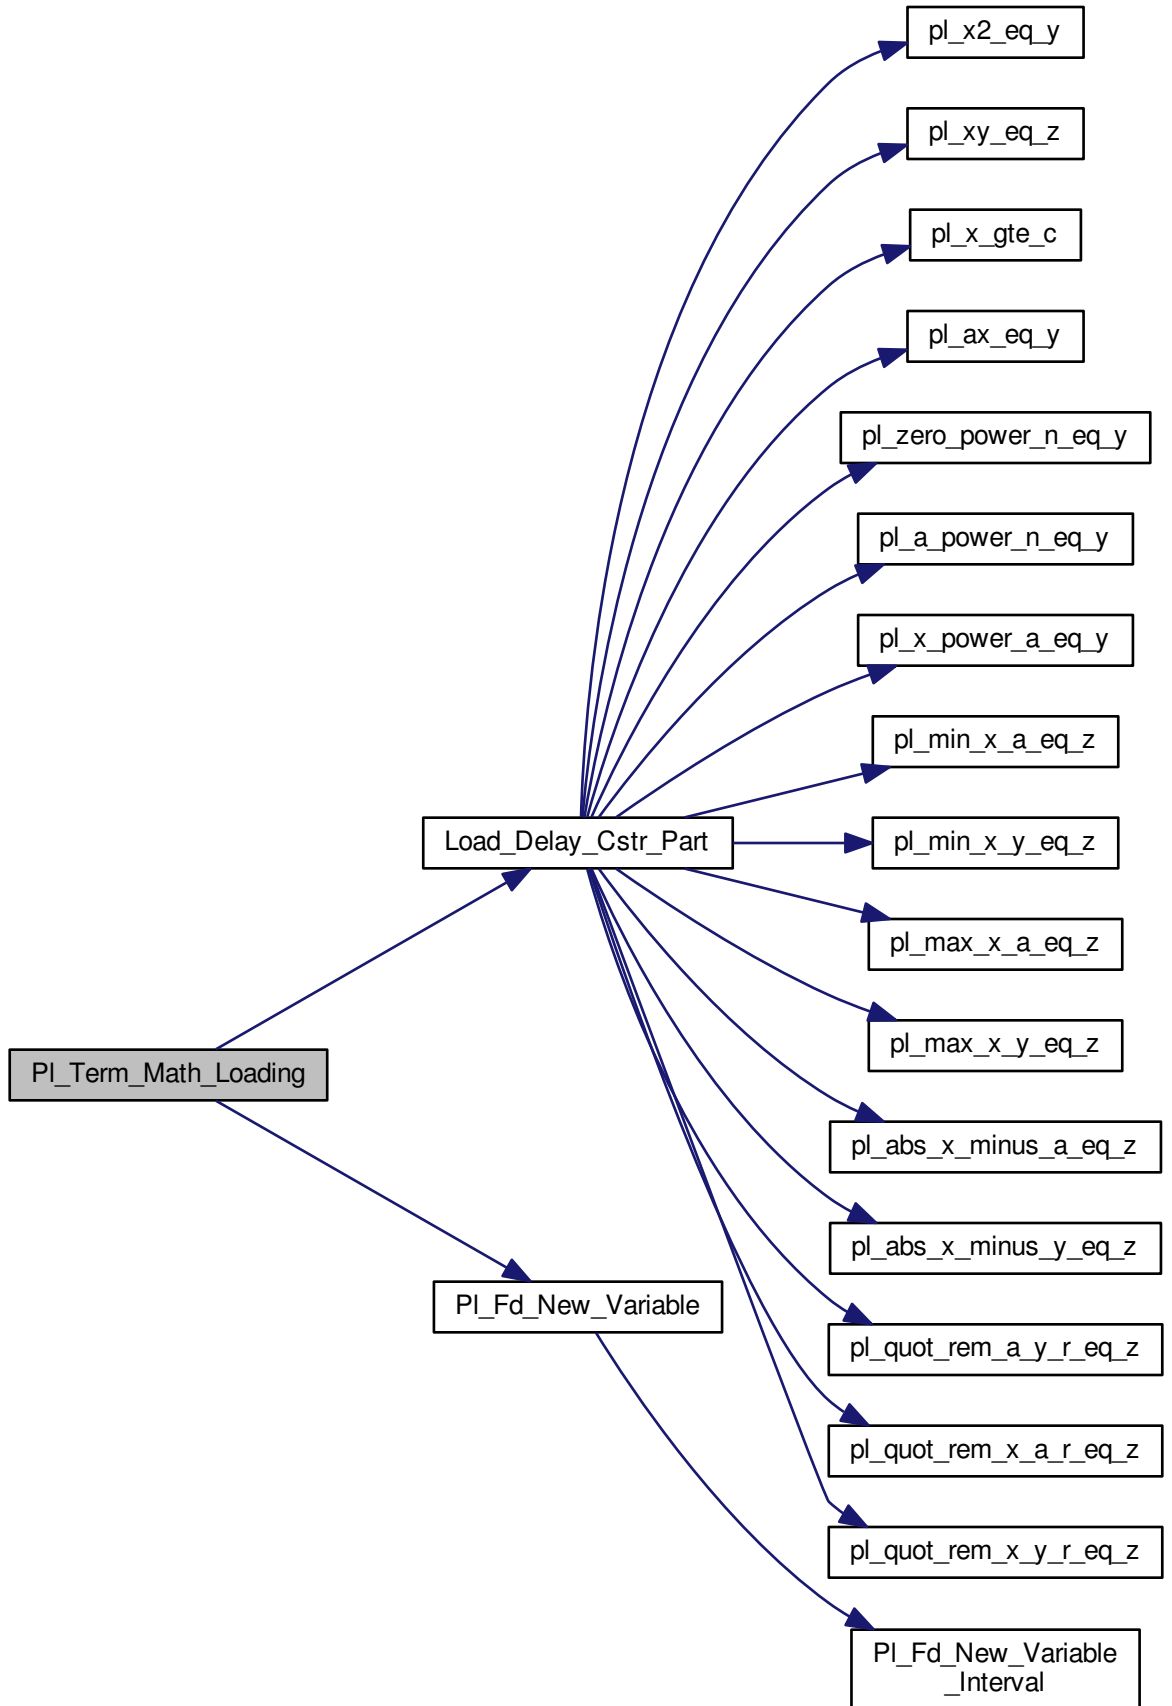 pl_x2_eq_y
pl_xy_eq_z
pl_x_gte_c
pl_ax_eq_y
pl_zero_power_n_eq_y
pl_a_power_n_eq_y
pl_x_power_a_eq_y
pl_min_x_a_eq_z
Load_Delay_Cstr_Part
pl_min_x_y_eq_z
pl_max_x_a_eq_z
pl_max_x_y_eq_z
Pl_Term_Math_Loading
pl_abs_x_minus_a_eq_z
pl_abs_x_minus_y_eq_z
Pl_Fd_New_Variable
pl_quot_rem_a_y_r_eq_z
pl_quot_rem_x_a_r_eq_z
pl_quot_rem_x_y_r_eq_z
Pl_Fd_New_Variable
_Interval